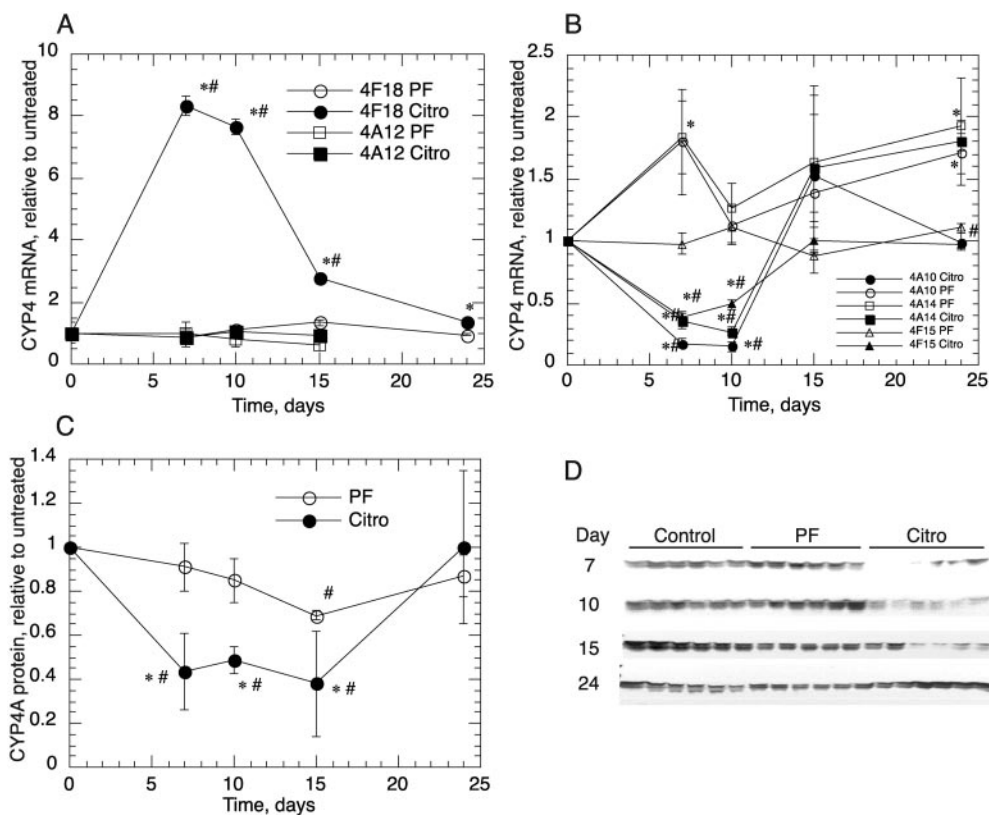 A
CYP4 mRNA, relative to untreated
10
8
6
4
2
0
4F18 PF
4F18 Citro
4A12 PF
4A12 Citro
*#
*#
*#
*
0 5 10 15 20 25
Time, days
B
CYP4 mRNA, relative to untreated
2.5
2
1.5
1
0.5
0
*
*
*
#
*#
*#
*#
*#
*#
*#
4A10 Citro
4A10 PF
4A14 PF
4A14 Citro
4F15 PF
4F15 Citro
0 5 10 15 20 25
Time, days
C
CYP4A protein, relative to untreated
1.4
1.2
1
0.8
0.6
0.4
0.2
0
PF
Citro
#
* #
* #
* #
0 5 10 15 20 25
Time, days
D
Day Control PF Citro
7
10
15
24